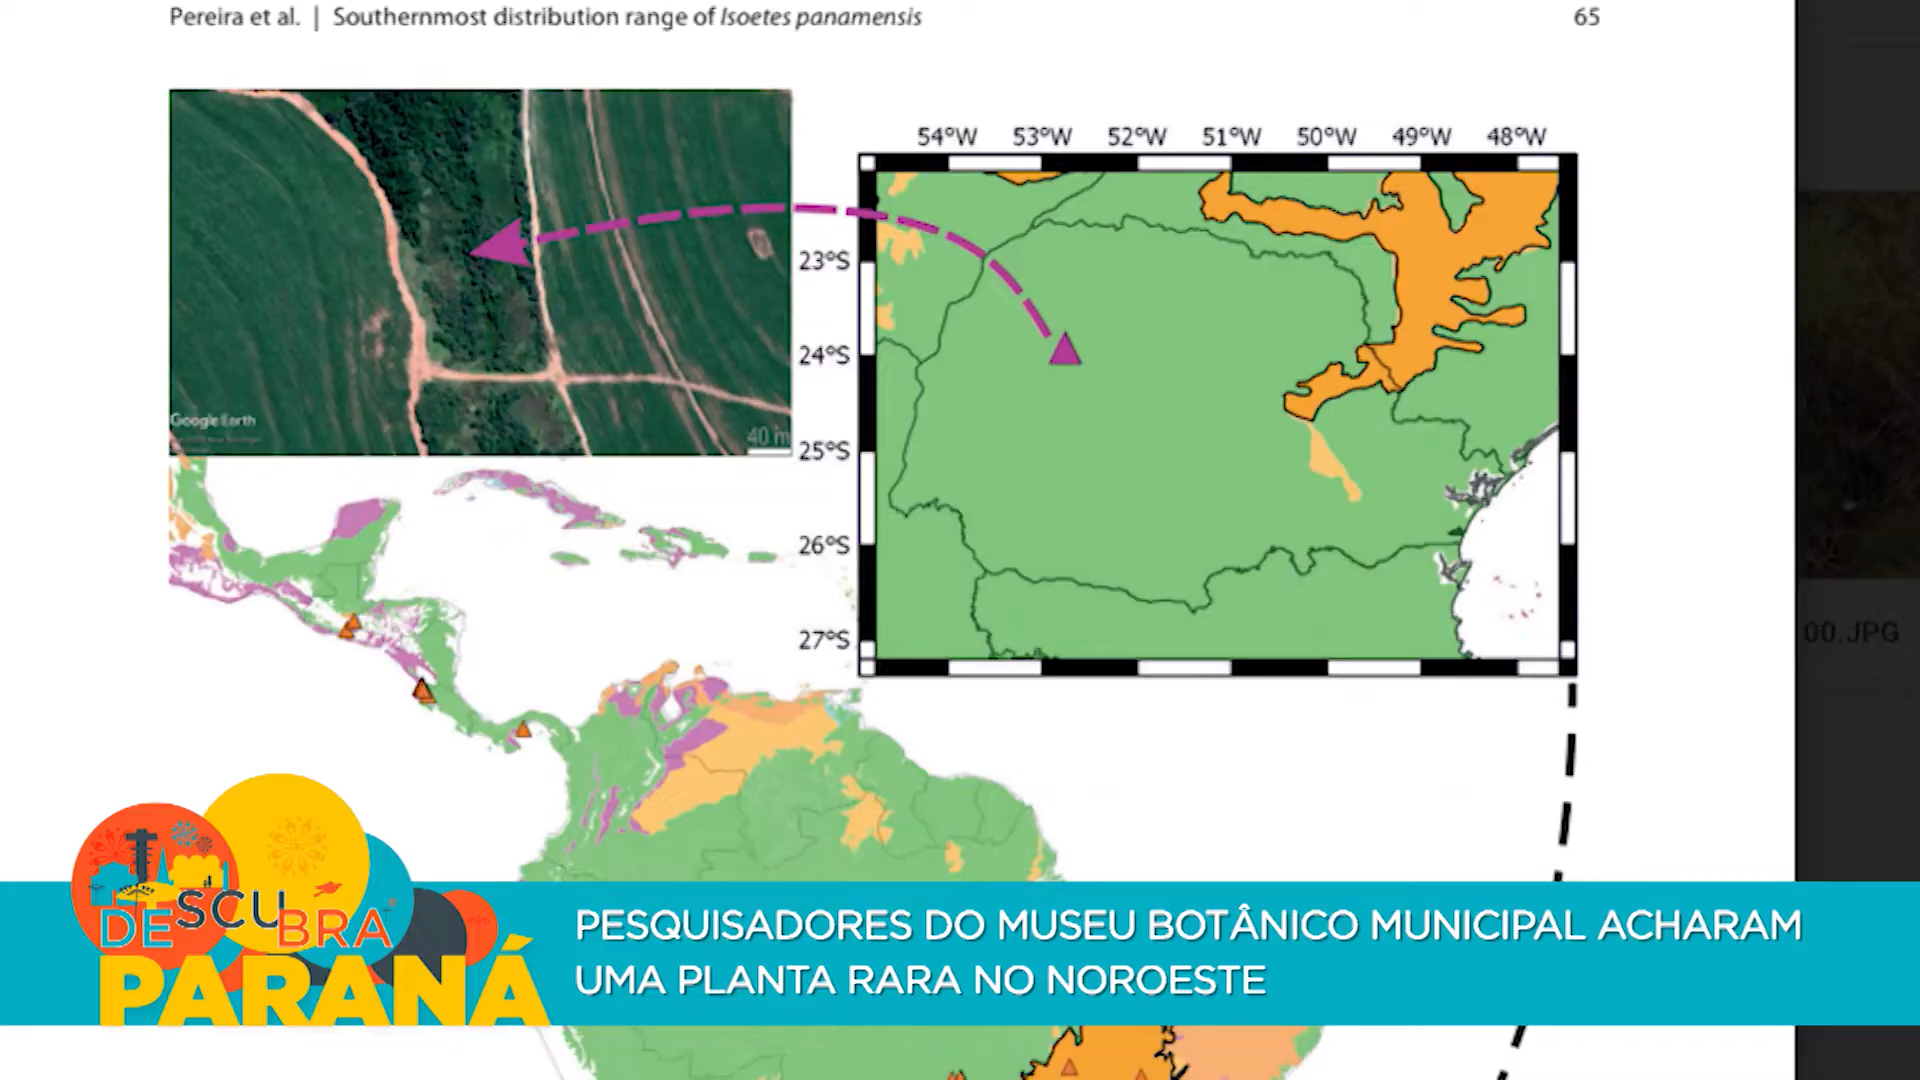 Pereira et al. | Southernmost distribution range of Isoetes panamensis
65
54°W 53°W 52°W 51°W 50°W 49°W 48°W
23°S
24°S
25°S
26°S
27°S
Google Earth
40 m
00.JPG
DESCUBRA
PARANÁ
PESQUISADORES DO MUSEU BOTÂNICO MUNICIPAL ACHARAM
UMA PLANTA RARA NO NOROESTE